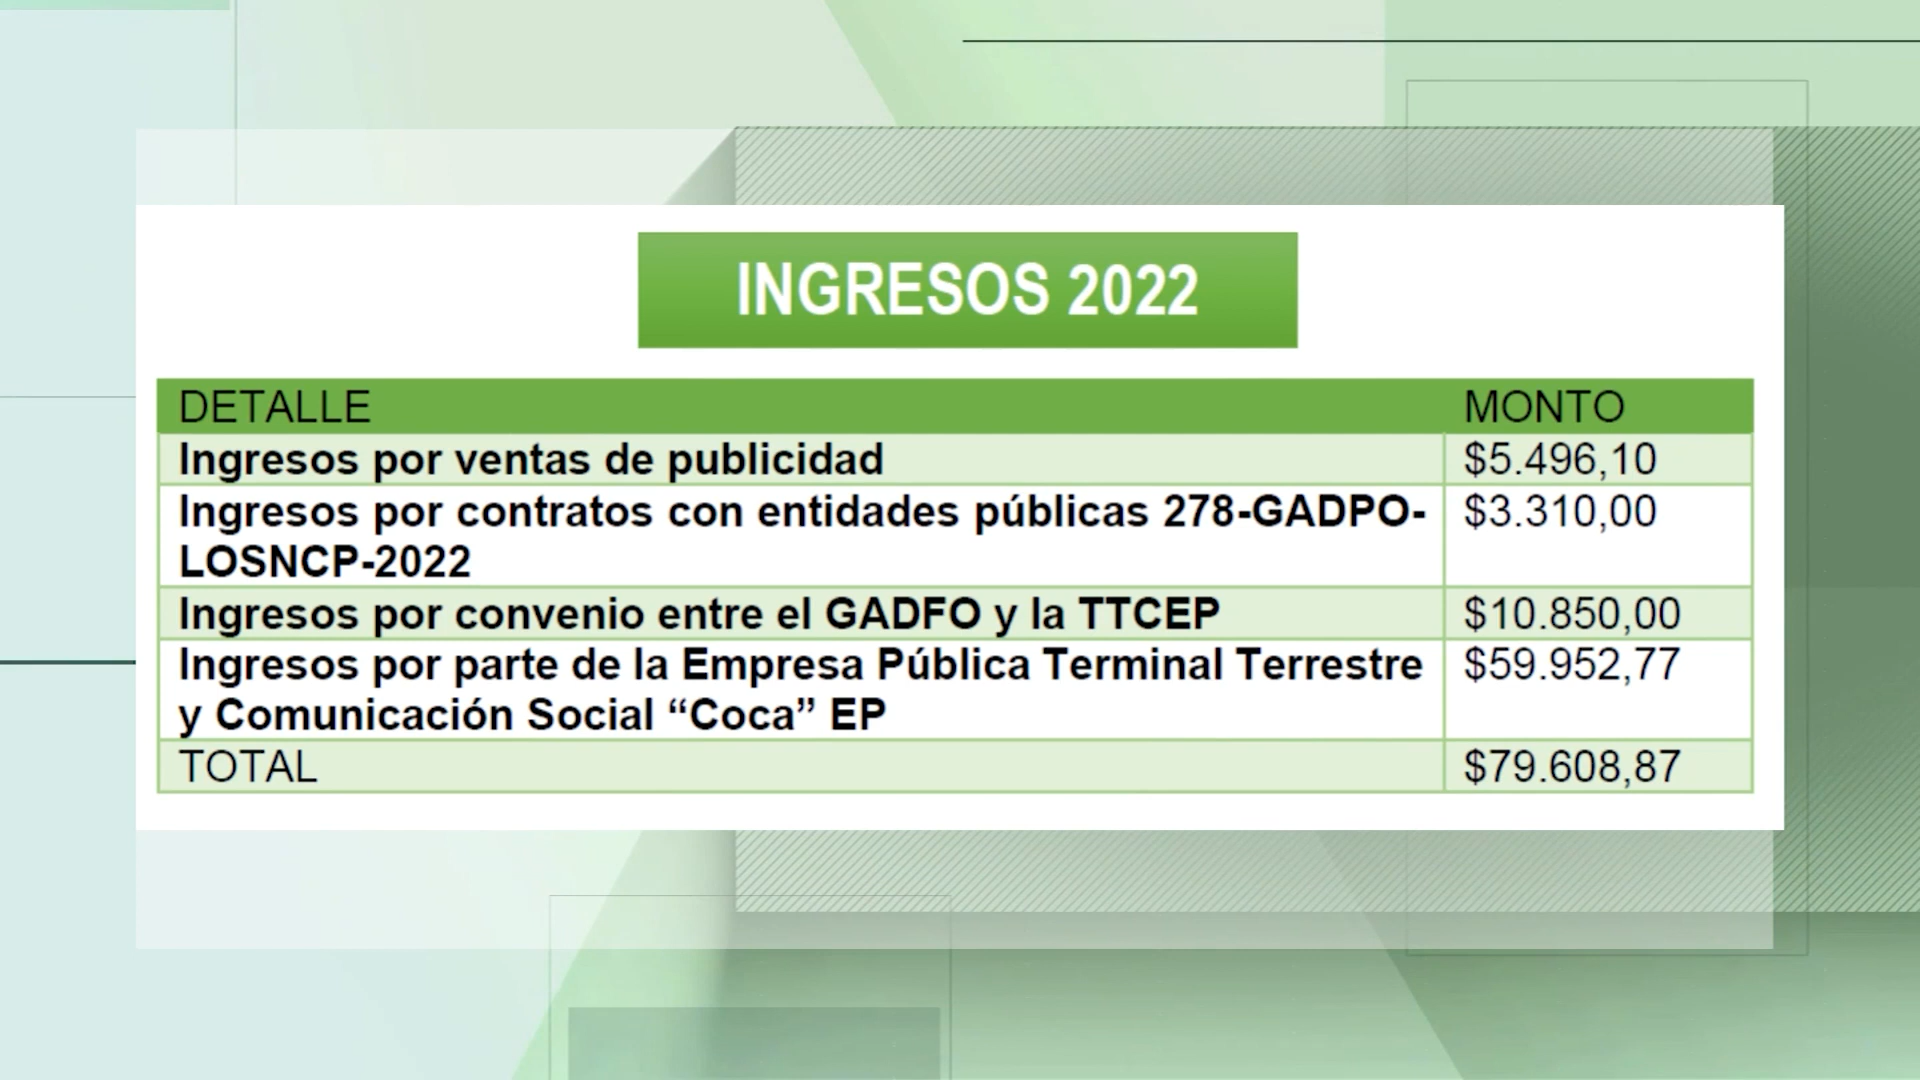 INGRESOS 2022
DETALLE MONTO
Ingresos por ventas de publicidad $5.496,10
Ingresos por contratos con entidades públicas 278-GADPO- $3.310,00
LOSNCP-2022
Ingresos por convenio entre el GADFO y la TTCEP $10.850,00
Ingresos por parte de la Empresa Pública Terminal Terrestre $59.952,77
y Comunicación Social “Coca” EP
TOTAL $79.608,87